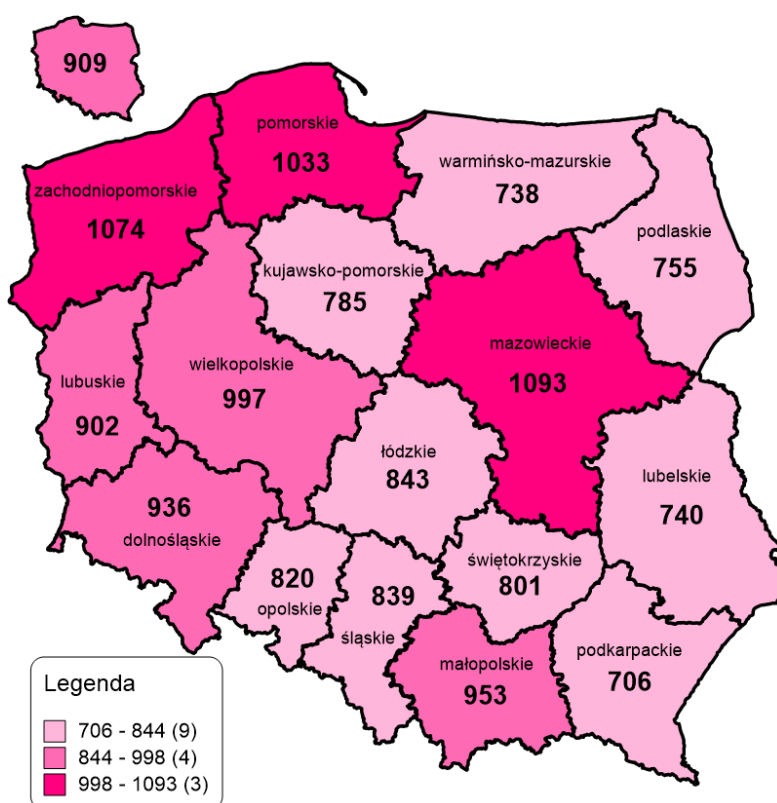 909
pomorskie
1033
zachodniopomorskie
1074
warmińsko-mazurskie
738
podlaskie
755
kujawsko-pomorskie
785
mazowieckie
1093
wielkopolskie
997
lubuskie
902
łódzkie
843
lubelskie
740
936
dolnośląskie
820
opolskie
839
śląskie
świętokrzyskie
801
małopolskie
953
podkarpackie
706
Legenda
706 - 844 (9)
844 - 998 (4)
998 - 1093 (3)